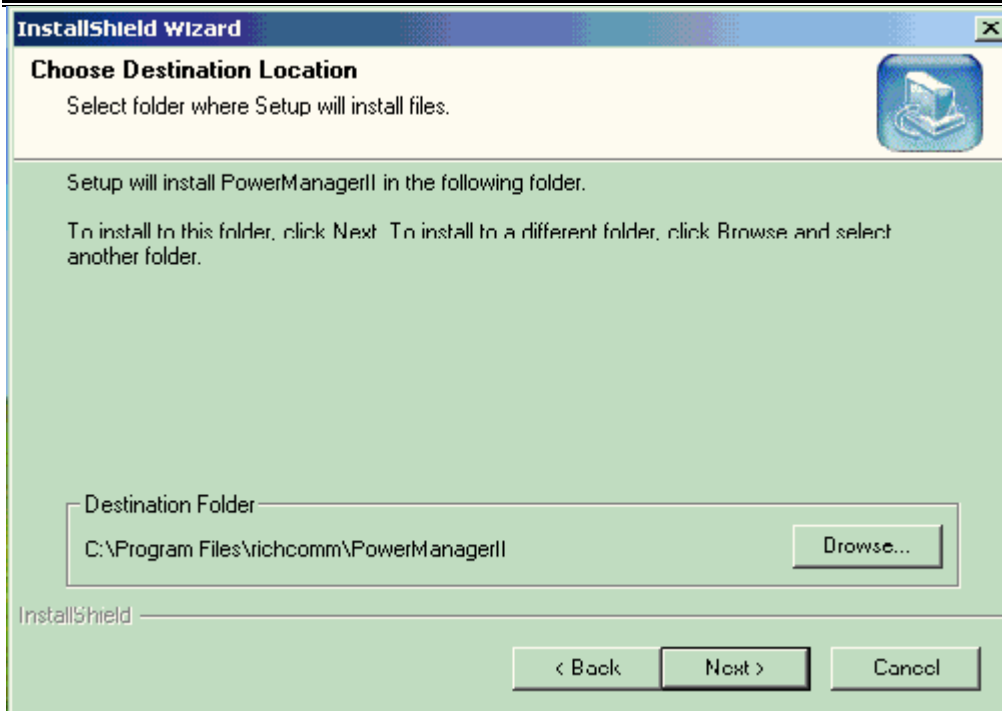 InstallShield Wizard
Choose Destination Location
Select folder where Setup will install files.
Setup will install PowerManagerII in the following folder.
To install to this folder, click Next. To install to a different folder, click Browse and select
another folder.
Destination Folder
C:\Program Files\richcomm\PowerManagerII
Browse...
InstallShield
< Back
Next >
Cancel